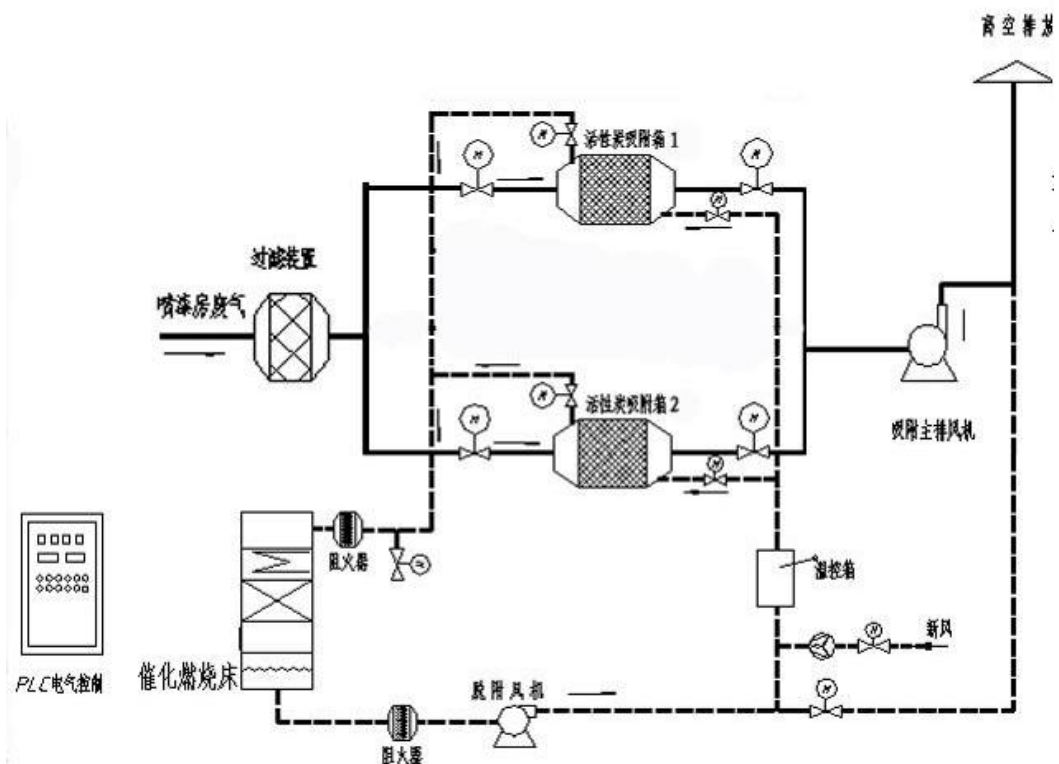 高空排放
活性炭吸附箱1
过滤装置
喷漆房废气
活性炭吸附箱2
吸附主排风机
阻火器
温控箱
新风
PLC电气控制
催化燃烧床
脱附风机
阻火器
M
M
M
M
M
M
M
M
M
M